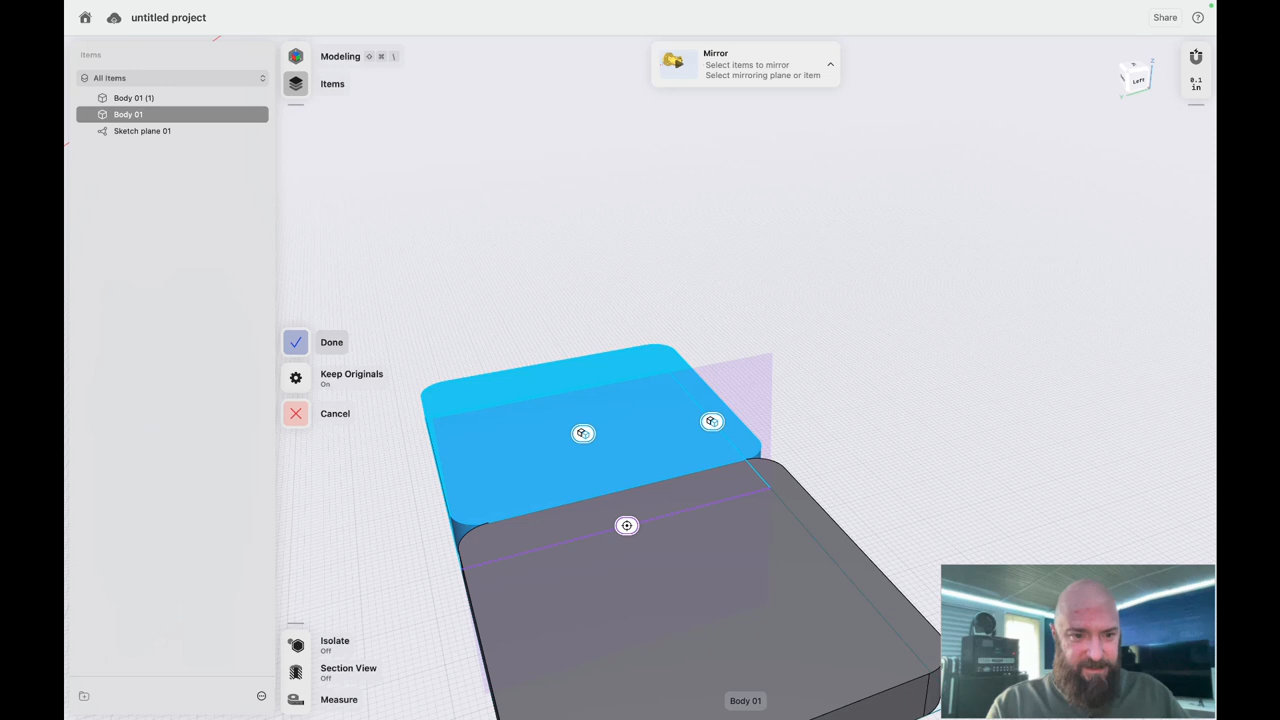 untitled project
Share
Items
All Items
Body 01 (1)
Body 01
Sketch plane 01
Modeling
Items
Mirror
Select items to mirror
Select mirroring plane or item
Left
Z
0.1
in
Done
Keep Originals
On
Cancel
Isolate
Off
Section View
Off
Measure
Body 01